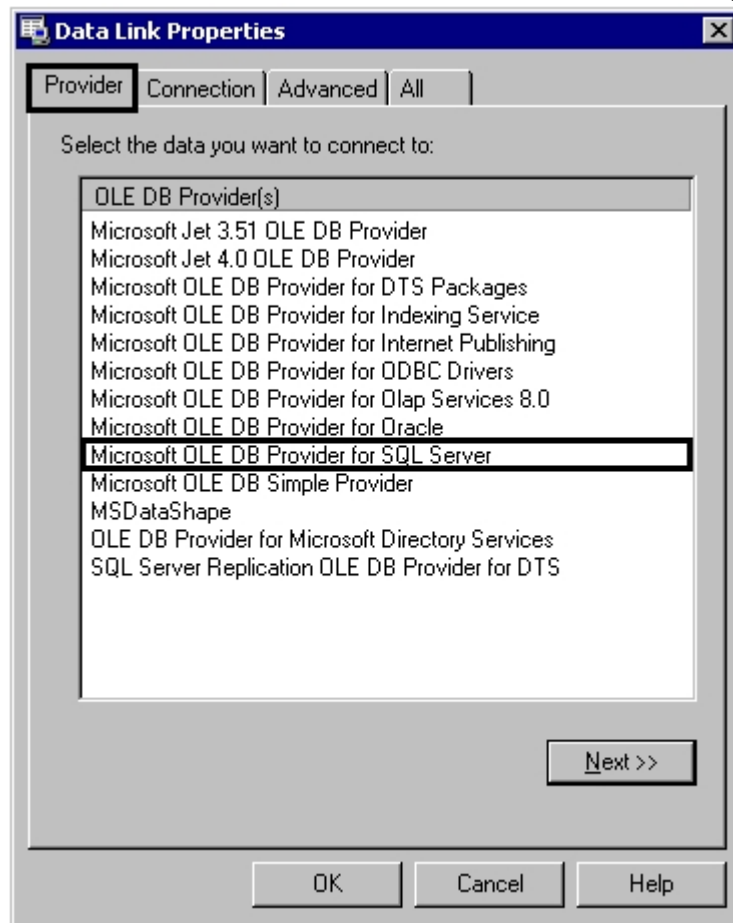 Data Link Properties
Provider Connection Advanced All
Select the data you want to connect to:
OLE DB Provider(s)
Microsoft Jet 3.51 OLE DB Provider
Microsoft Jet 4.0 OLE DB Provider
Microsoft OLE DB Provider for DTS Packages
Microsoft OLE DB Provider for Indexing Service
Microsoft OLE DB Provider for Internet Publishing
Microsoft OLE DB Provider for ODBC Drivers
Microsoft OLE DB Provider for Olap Services 8.0
Microsoft OLE DB Provider for Oracle
Microsoft OLE DB Provider for SQL Server
Microsoft OLE DB Simple Provider
MSDataShape
OLE DB Provider for Microsoft Directory Services
SQL Server Replication OLE DB Provider for DTS
Next >>
OK Cancel Help